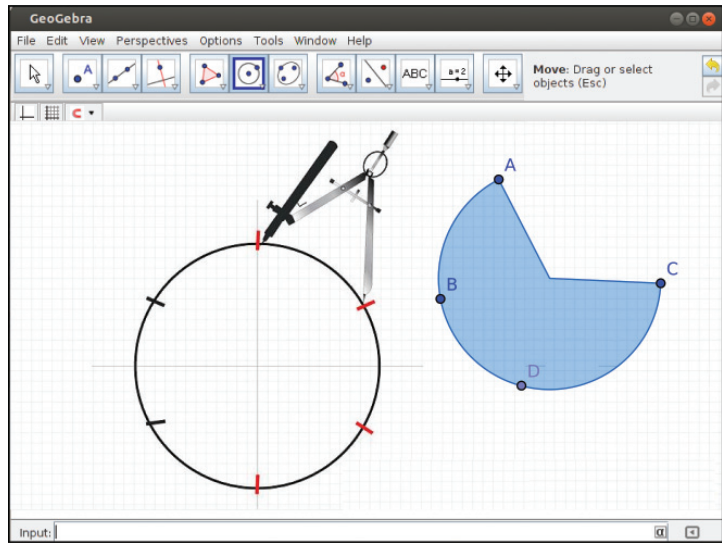 GeoGebra
File Edit View Perspectives Options Tools Window Help
A
ABC
a=2
Move: Drag or select
objects (Esc)
A
B
C
D
Input:
α